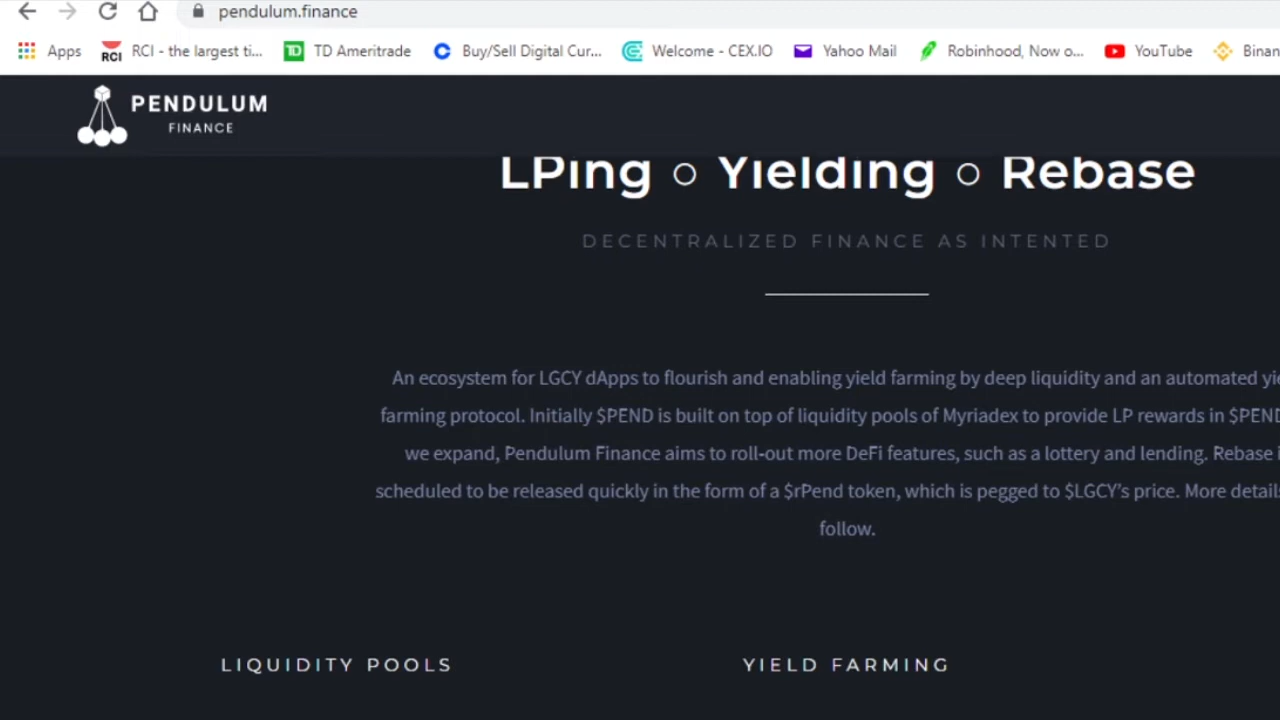 pendulum.finance
Apps RCI - the largest ti... TD Ameritrade Buy/Sell Digital Cur... Welcome - CEX.IO Yahoo Mail Robinhood, Now o... YouTube Binan
PENDULUM
FINANCE
LPing ○ Yielding ○ Rebase
DECENTRALIZED FINANCE AS INTENTED
An ecosystem for LGCY dApps to flourish and enabling yield farming by deep liquidity and an automated yi
farming protocol. Initially $PEND is built on top of liquidity pools of Myriadex to provide LP rewards in $PEND
we expand, Pendulum Finance aims to roll-out more DeFi features, such as a lottery and lending. Rebase i
scheduled to be released quickly in the form of a $rPend token, which is pegged to $LGCY's price. More details
follow.
LIQUIDITY POOLS YIELD FARMING